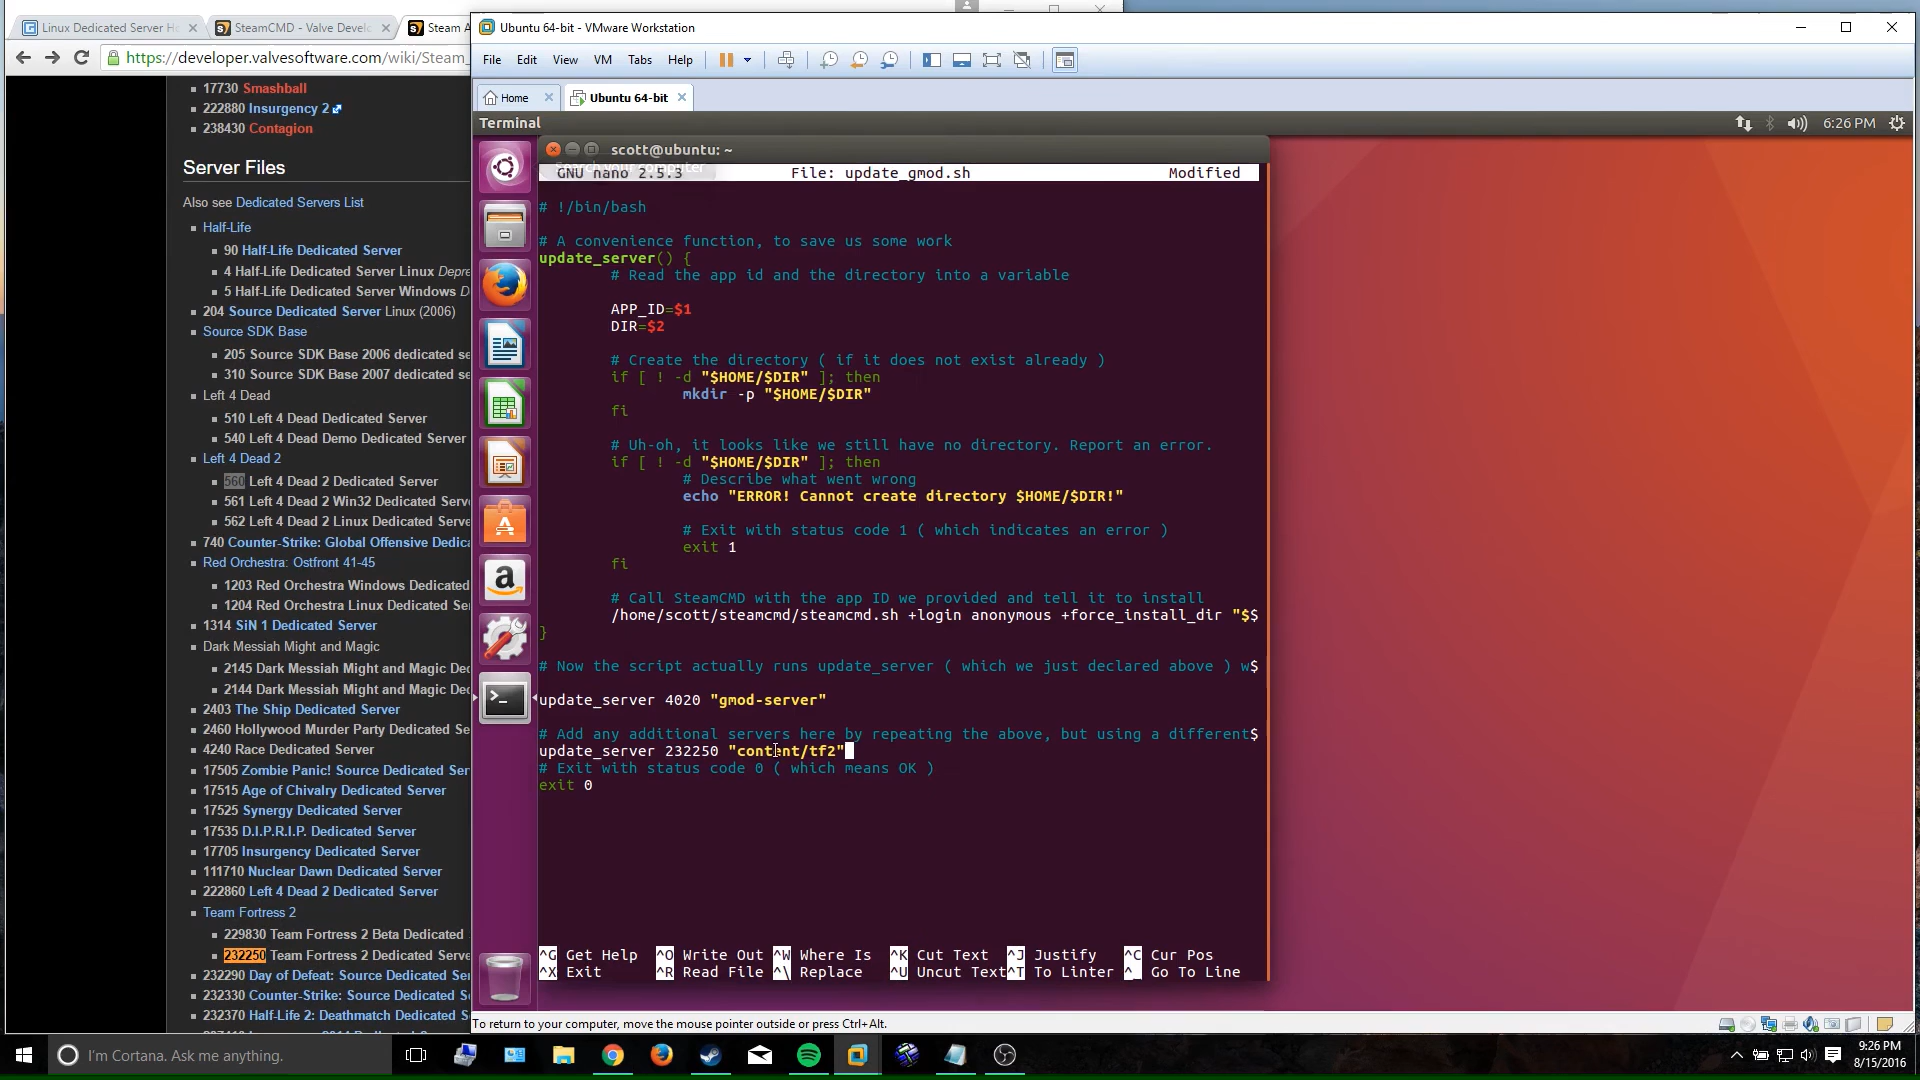 Linux Dedicated Server H
SteamCMD - Valve Devel
Steam A
https://developer.valvesoftware.com/wiki/Steam_
17730 Smashball
222880 Insurgency 2
238430 Contagion
Server Files
Also see Dedicated Servers List
Half-Life
90 Half-Life Dedicated Server
4 Half-Life Dedicated Server Linux Depre
5 Half-Life Dedicated Server Windows D
204 Source Dedicated Server Linux (2006)
Source SDK Base
205 Source SDK Base 2006 dedicated se
310 Source SDK Base 2007 dedicated se
Left 4 Dead
510 Left 4 Dead Dedicated Server
540 Left 4 Dead Demo Dedicated Server
Left 4 Dead 2
560 Left 4 Dead 2 Dedicated Server
561 Left 4 Dead 2 Win32 Dedicated Serve
562 Left 4 Dead 2 Linux Dedicated Serve
740 Counter-Strike: Global Offensive Dedica
Red Orchestra: Ostfront 41-45
1203 Red Orchestra Windows Dedicated
1204 Red Orchestra Linux Dedicated Se
1314 SiN 1 Dedicated Server
Dark Messiah Might and Magic
2145 Dark Messiah Might and Magic Dec
2144 Dark Messiah Might and Magic Dec
2403 The Ship Dedicated Server
2460 Hollywood Murder Party Dedicated Serv
4240 Race Dedicated Server
17505 Zombie Panic! Source Dedicated Ser
17515 Age of Chivalry Dedicated Server
17525 Synergy Dedicated Server
17535 D.I.P.R.I.P. Dedicated Server
17705 Insurgency Dedicated Server
111710 Nuclear Dawn Dedicated Server
222860 Left 4 Dead 2 Dedicated Server
Team Fortress 2
229830 Team Fortress 2 Beta Dedicated
232250 Team Fortress 2 Dedicated Serve
232290 Day of Defeat: Source Dedicated Se
232330 Counter-Strike: Source Dedicated S
232370 Half-Life 2: Deathmatch Dedicated S
Ubuntu 64-bit - VMware Workstation
File Edit View VM Tabs Help
Home
Ubuntu 64-bit
Terminal
6:26 PM
scott@ubuntu: ~
Search your computer
GNU nano 2.5.3 File: update_gmod.sh Modified
# !/bin/bash
# A convenience function, to save us some work
update_server() {
# Read the app id and the directory into a variable
APP_ID=$1
DIR=$2
# Create the directory ( if it does not exist already )
if [ ! -d "$HOME/$DIR" ]; then
mkdir -p "$HOME/$DIR"
fi
# Uh-oh, it looks like we still have no directory. Report an error.
if [ ! -d "$HOME/$DIR" ]; then
# Describe what went wrong
echo "ERROR! Cannot create directory $HOME/$DIR!"
# Exit with status code 1 ( which indicates an error )
exit 1
fi
# Call SteamCMD with the app ID we provided and tell it to install
/home/scott/steamcmd/steamcmd.sh +login anonymous +force_install_dir "$$
}
# Now the script actually runs update_server ( which we just declared above ) w$
update_server 4020 "gmod-server"
# Add any additional servers here by repeating the above, but using a different$
update_server 232250 "content/tf2"
# Exit with status code 0 ( which means OK )
exit 0
^G Get Help ^O Write Out ^W Where Is ^K Cut Text ^J Justify ^C Cur Pos
^X Exit ^R Read File ^\ Replace ^U Uncut Text ^T To Linter ^_ Go To Line
To return to your computer, move the mouse pointer outside or press Ctrl+Alt.
I'm Cortana. Ask me anything.
9:26 PM
8/15/2016